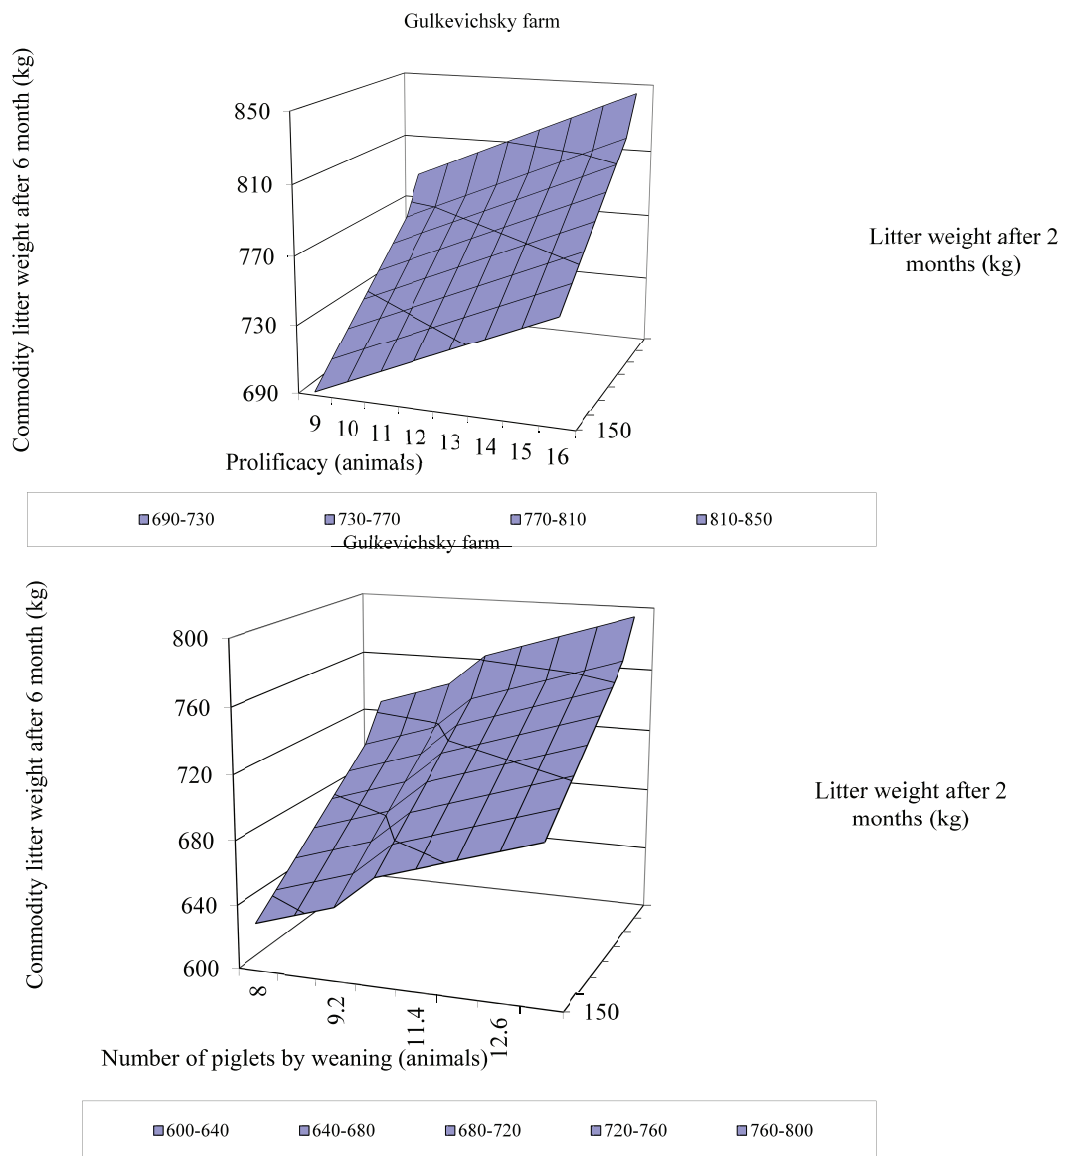 Gulkevichsky farm
Commodity litter weight after 6 month (kg)
850
810
770
730
690
9 10 11 12 13 14 15 16
150
Prolificacy (animals)
Litter weight after 2
months (kg)
690-730 730-770 770-810 810-850
Gulkevichsky farm
Commodity litter weight after 6 month (kg)
800
760
720
680
640
600
8 9.2 11.4 12.6
150
Number of piglets by weaning (animals)
Litter weight after 2
months (kg)
600-640 640-680 680-720 720-760 760-800